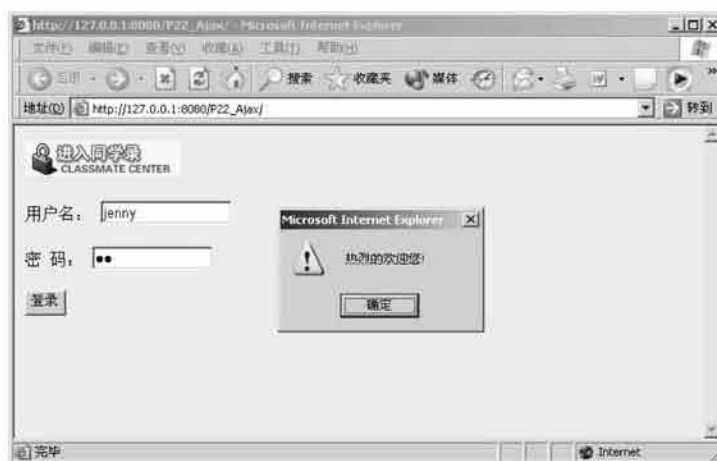 http://127.0.0.1:8080/P22_Ajax/ - Microsoft Internet Explorer
文件(F) 编辑(E) 查看(V) 收藏(A) 工具(T) 帮助(H)
后退 搜索 收藏夹 媒体
地址(D) http://127.0.0.1:8080/P22_Ajax/ 转到
进入同学录
CLASSMATE CENTER
用户名： jenny
密 码： ●●
登录
Microsoft Internet Explorer
热烈的欢迎您!
确定
完毕 Internet